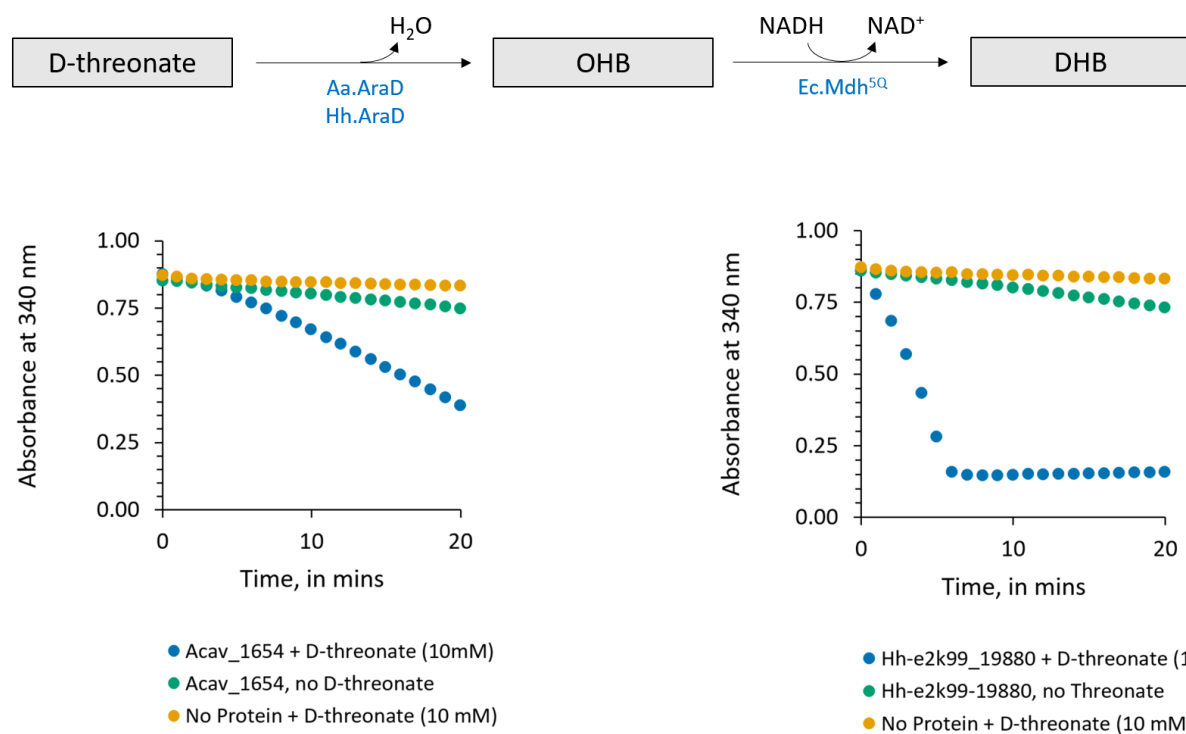 H₂O
NADH NAD⁺
D-threonate OHB DHB
Aa.AraD Ec.Mdh⁵Q
Hh.AraD
Absorbance at 340 nm
1.00
0.75
0.50
0.25
0.00
0 10 20
Time, in mins
Acav_1654 + D-threonate (10mM)
Acav_1654, no D-Threonate
No Protein + D-threonate (10 mM)
Absorbance at 340 nm
1.00
0.75
0.50
0.25
0.00
0 10 20
Time, in mins
Hh-e2k99_19880 + D-threonate (1
Hh-e2k99-19880, no Threonate
No Protein + D-threonate (10 mM